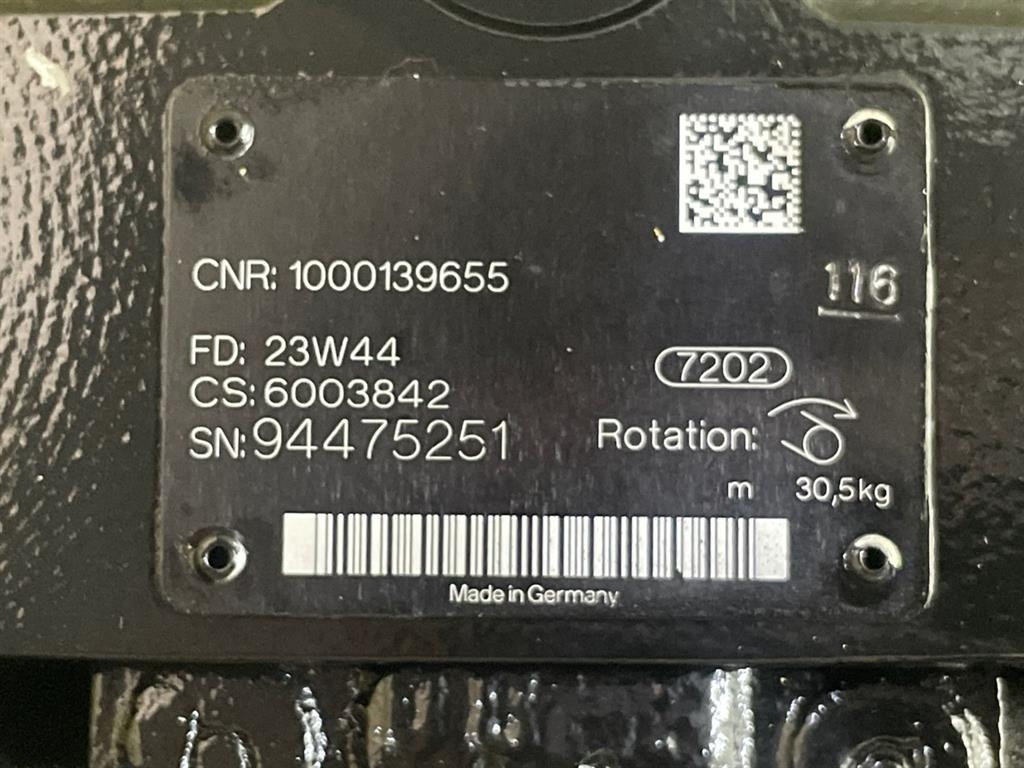 CNR: 1000139655
116
FD: 23W44
7202
CS: 6003842
SN: 94475251
Rotation:
m 30,5kg
Made in Germany